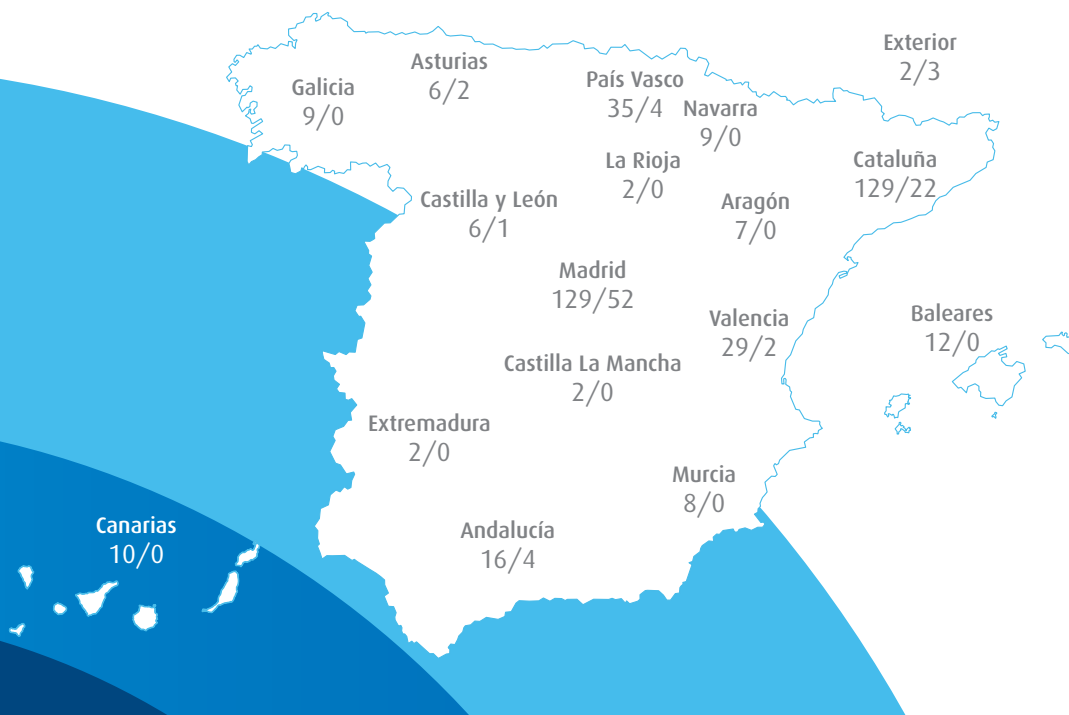 Exterior
2/3
Asturias
6/2
País Vasco
35/4
Galicia
9/0
Navarra
9/0
La Rioja
2/0
Cataluña
129/22
Castilla y León
6/1
Aragón
7/0
Madrid
129/52
Valencia
29/2
Baleares
12/0
Castilla La Mancha
2/0
Extremadura
2/0
Murcia
8/0
Canarias
10/0
Andalucía
16/4